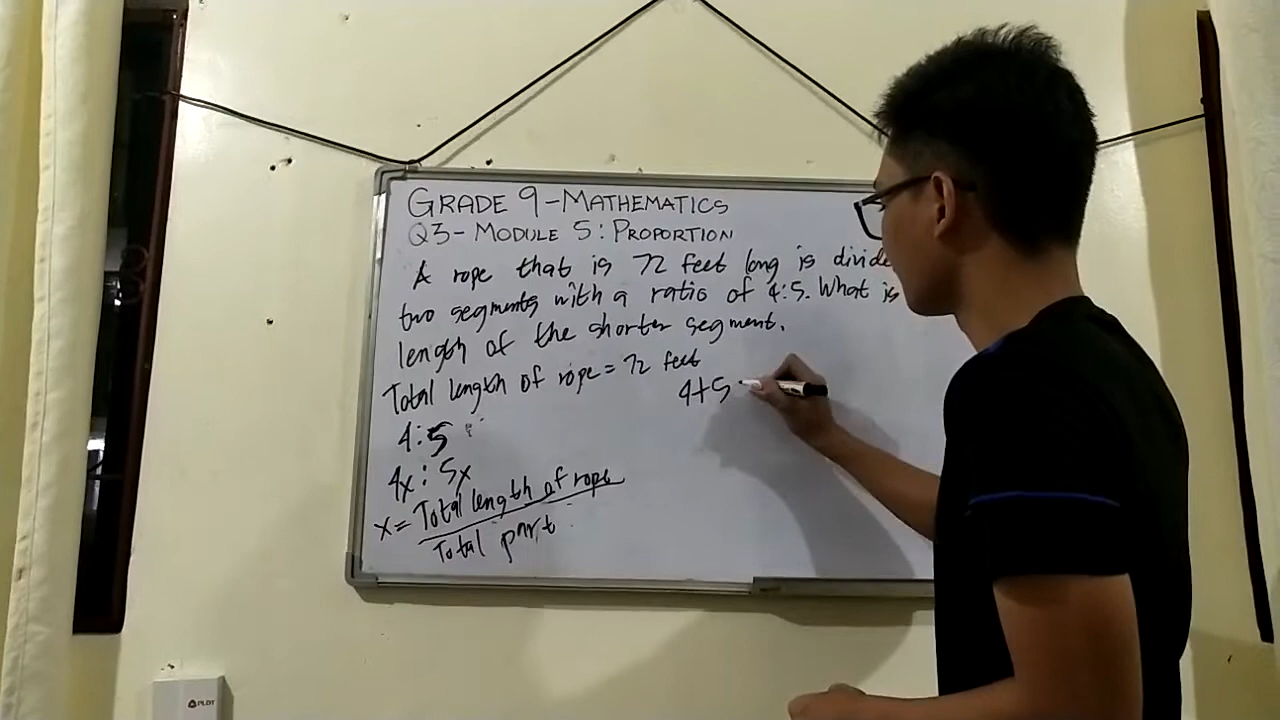 GRADE 9-MATHEMATICS
Q3- MODULE 5: PROPORTION
A rope that is 72 feet long is divide
two segments with a ratio of 4:5. What is
length of the shorter segment.
Total length of rope = 72 feet
4+5
4:5
4x : 5x
x = Total length of rope
Total part
PLDT